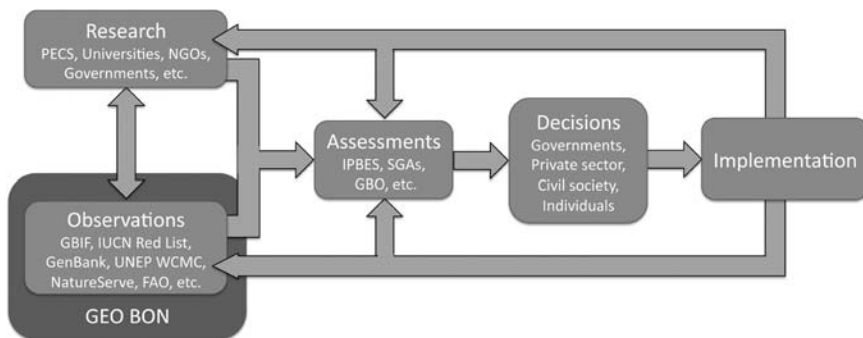 Research
PECS, Universities, NGOs,
Governments, etc.
Assessments
IPBES, SGAs,
GBO, etc.
Decisions
Governments,
Private sector,
Civil society,
Individuals
Implementation
Observations
GBIF, IUCN Red List,
GenBank, UNEP WCMC,
NatureServe, FAO, etc.
GEO BON